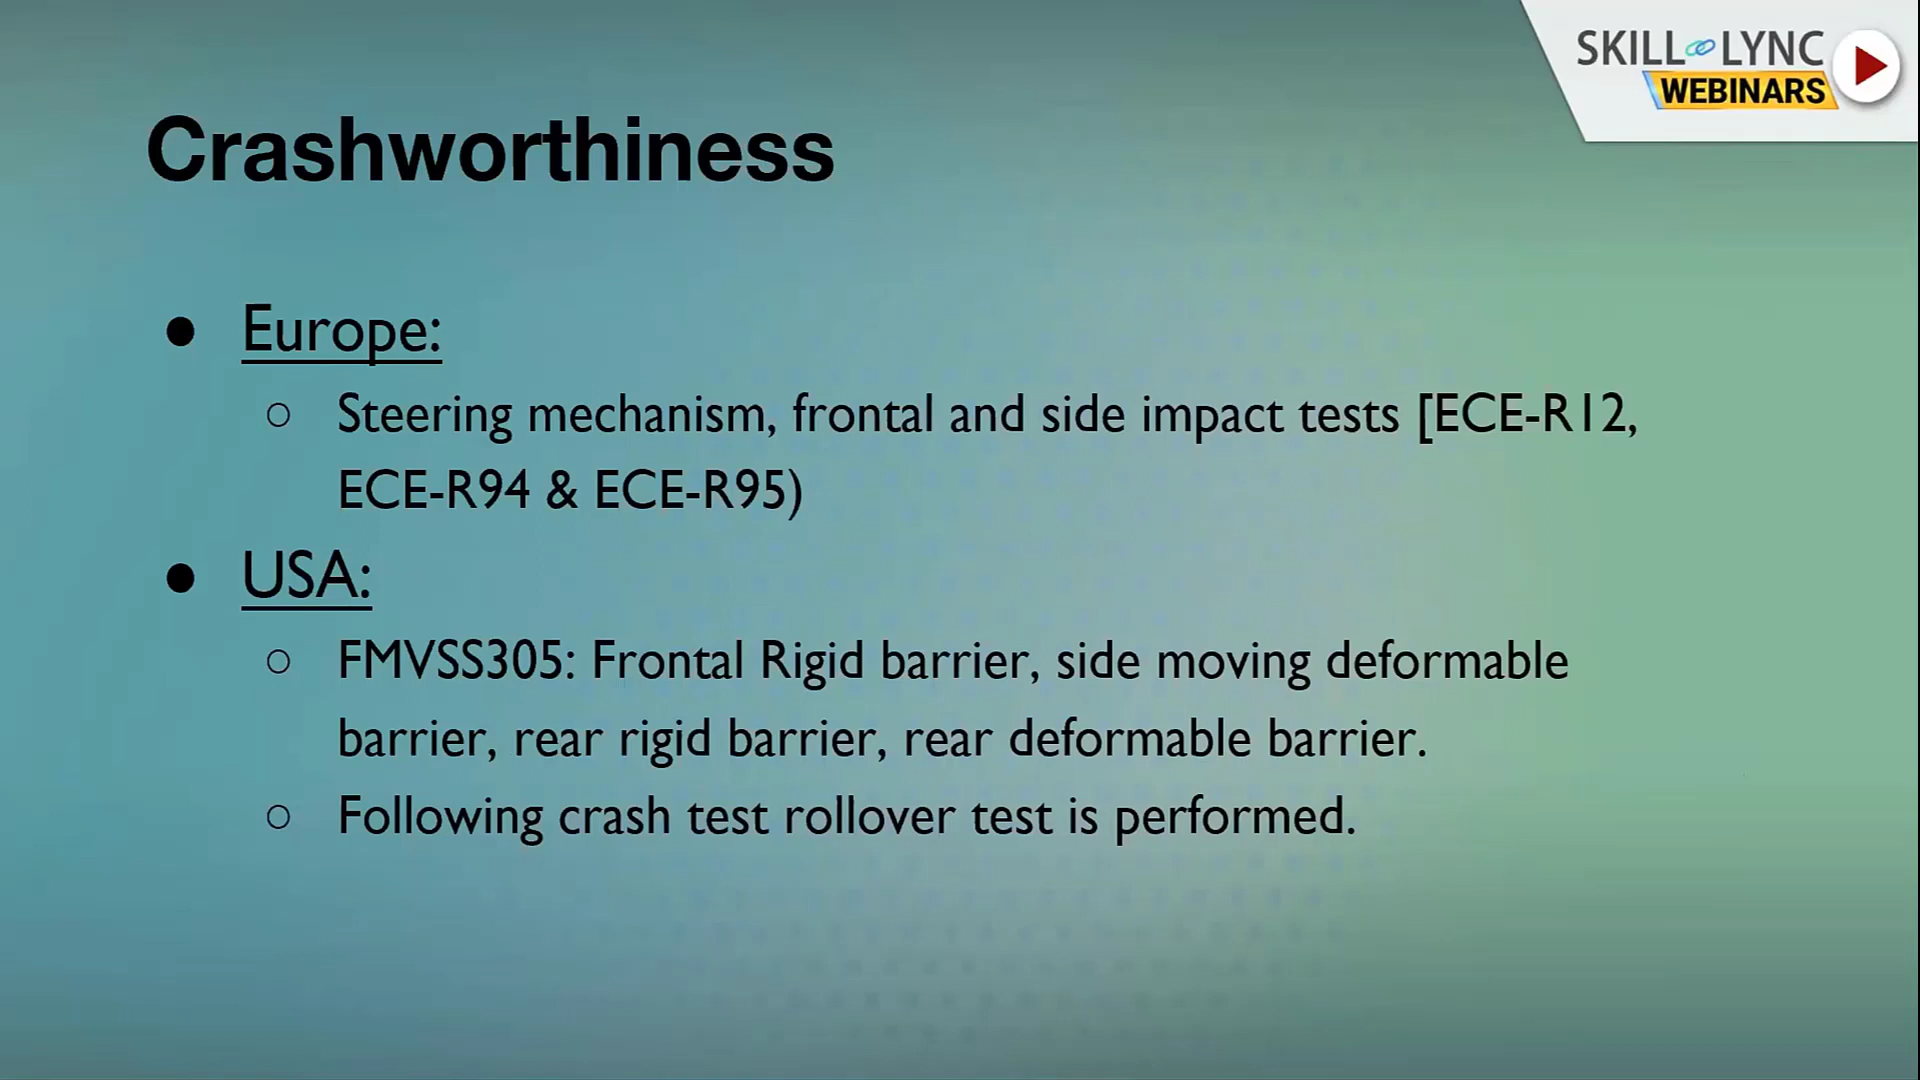 SKILL LYNC
WEBINARS
Crashworthiness
● Europe:
○ Steering mechanism, frontal and side impact tests [ECE-R12,
ECE-R94 & ECE-R95)
● USA:
○ FMVSS305: Frontal Rigid barrier, side moving deformable
barrier, rear rigid barrier, rear deformable barrier.
○ Following crash test rollover test is performed.